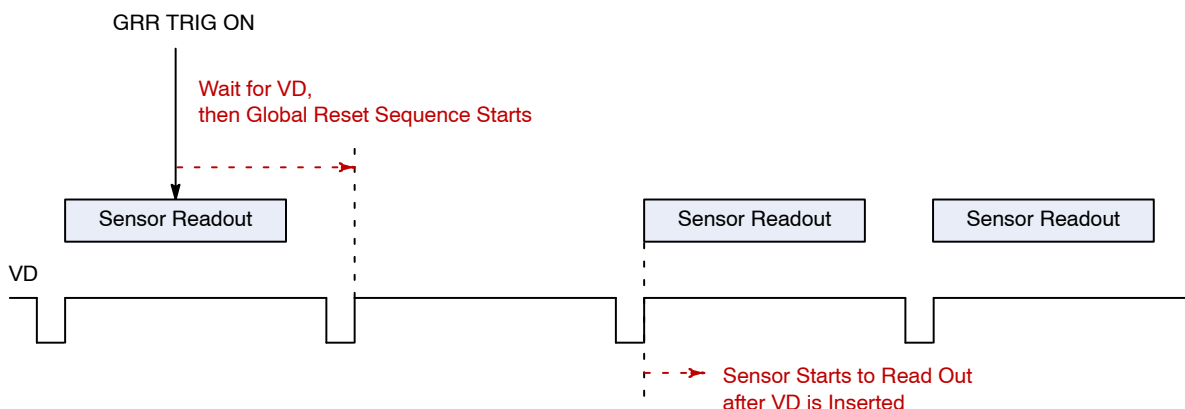 GRR TRIG ON
Wait for VD,
then Global Reset Sequence Starts
Sensor Readout
Sensor Readout
Sensor Readout
VD
Sensor Starts to Read Out
after VD is Inserted